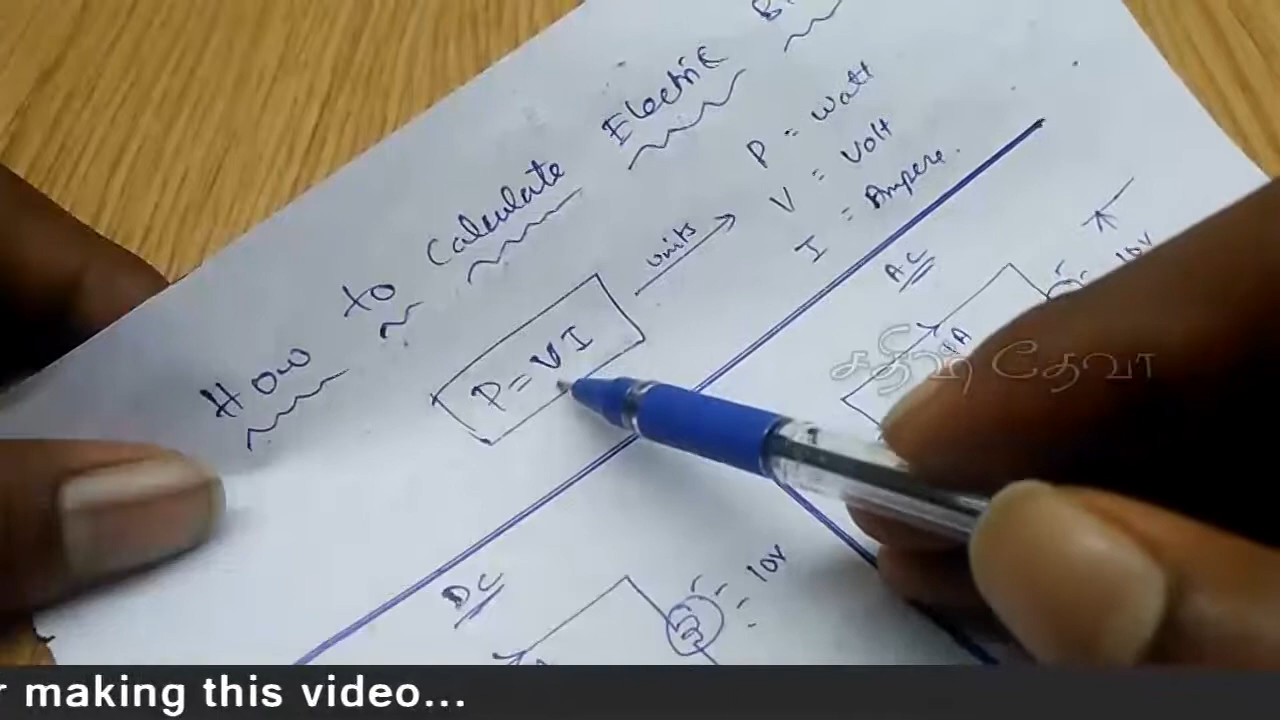 How to Calculate Electric
P = Watt
V = Volt
I = Ampere.
units
P = VI
AC
10V
DC
10V
சதீஷ் தேவா
making this video...